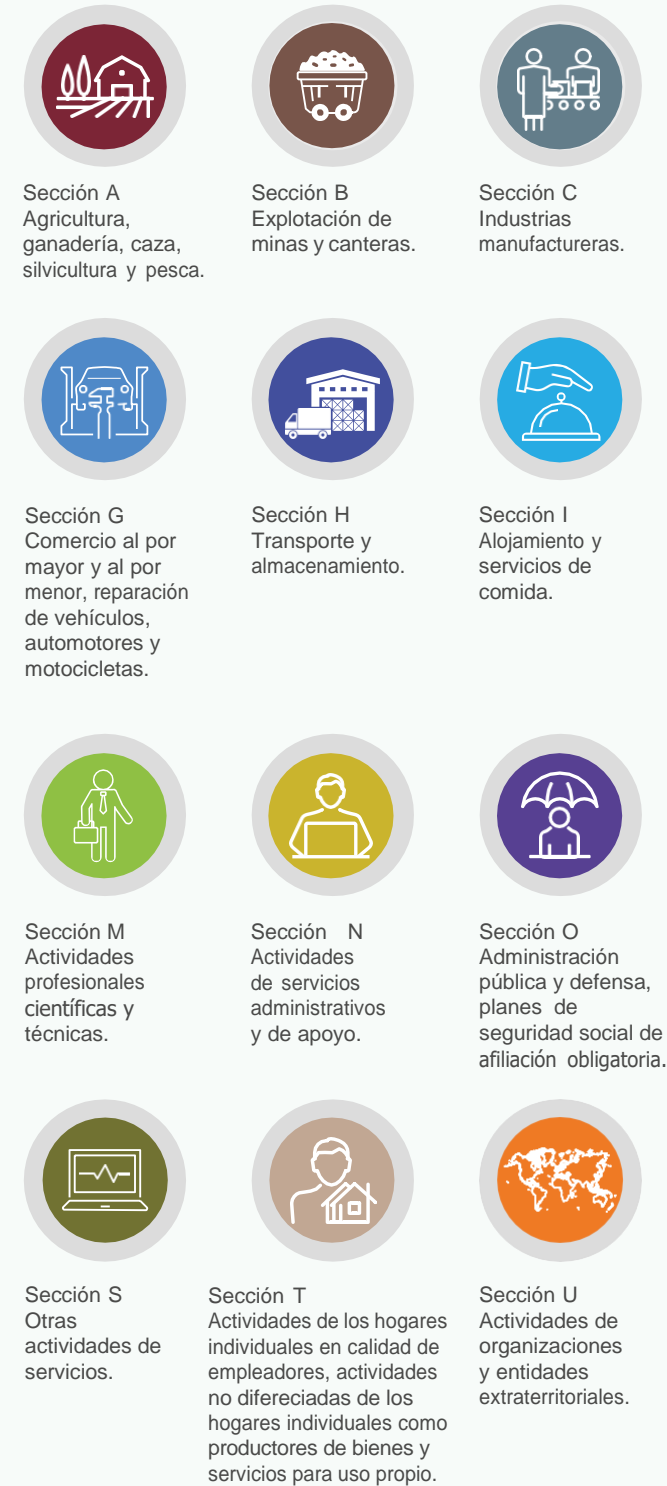 Sección A
Agricultura,
ganadería, caza,
silvicultura y pesca.
Sección B
Explotación de
minas y canteras.
Sección C
Industrias
manufactureras.
Sección G
Comercio al por
mayor y al por
menor, reparación
de vehículos,
automotores y
motocicletas.
Sección H
Transporte y
almacenamiento.
Sección I
Alojamiento y
servicios de
comida.
Sección M
Actividades
profesionales
científicas y
técnicas.
Sección N
Actividades
de servicios
administrativos
y de apoyo.
Sección O
Administración
pública y defensa,
planes de
seguridad social de
afiliación obligatoria.
Sección S
Otras
actividades de
servicios.
Sección T
Actividades de los hogares
individuales en calidad de
empleadores, actividades
no difereciadas de los
hogares individuales como
productores de bienes y
servicios para uso propio.
Sección U
Actividades de
organizaciones
y entidades
extraterritoriales.